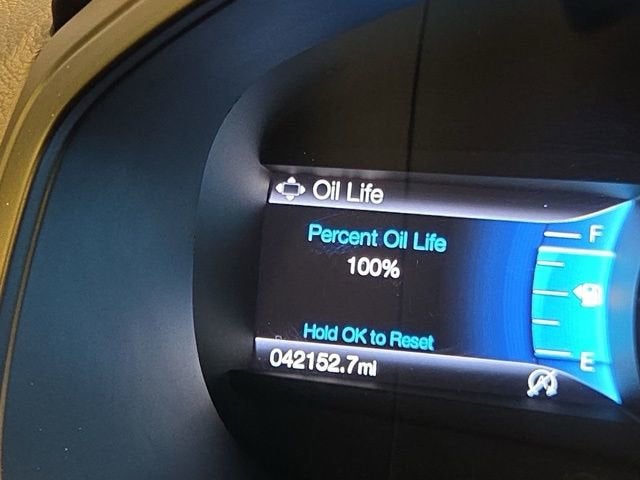 Oil Life
Percent Oil Life
100%
F
Hold OK to Reset
E
042152.7mi
A